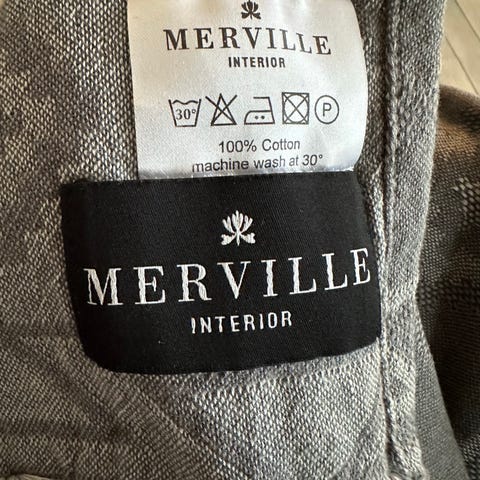 MERVILLE
INTERIOR
30°
P
100% Cotton
machine wash at 30°
MERVILLE
INTERIOR